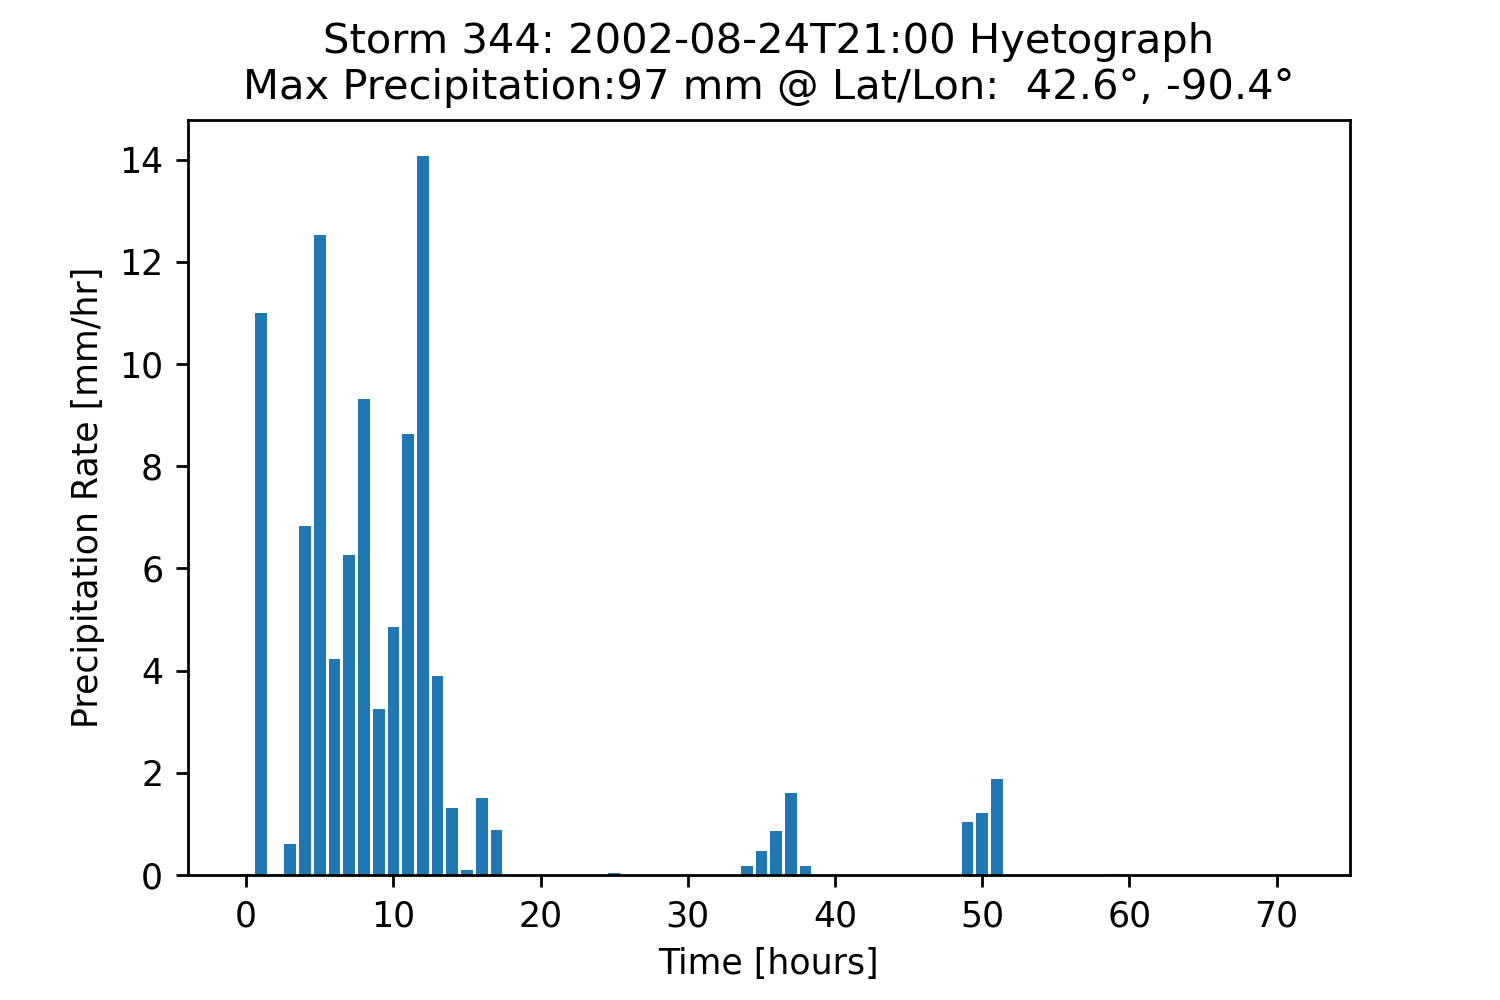 Storm 344: 2002-08-24T21:00 Hyetograph
Max Precipitation:97 mm @ Lat/Lon:  42.6°, -90.4°
Precipitation Rate [mm/hr]
14
12
10
8
6
4
2
0
0 10 20 30 40 50 60 70
Time [hours]